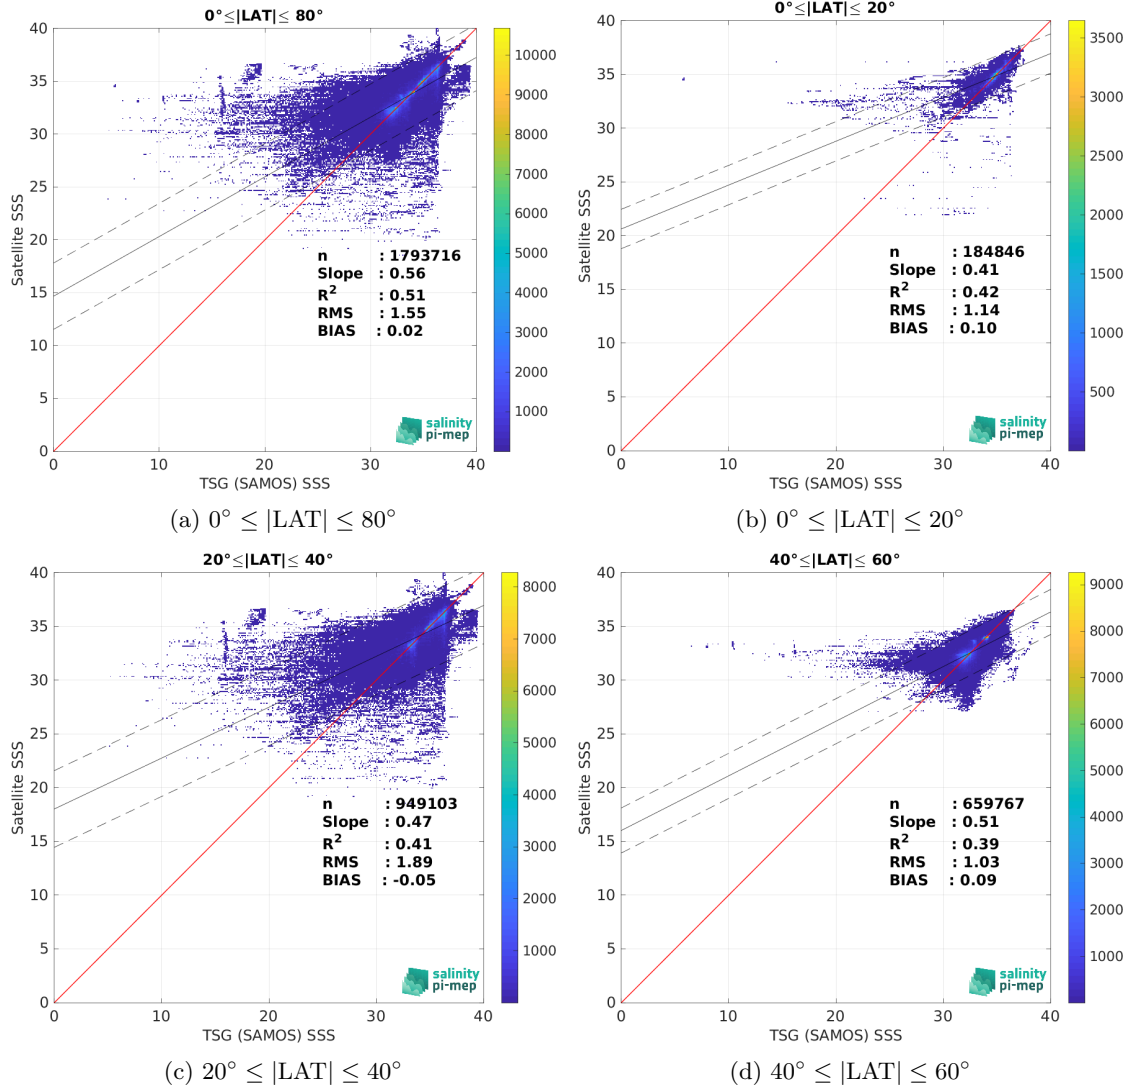 0°≤|LAT|≤ 80°
40
35
30
25
20
15
10
5
0
0
10
20
30
40
Satellite SSS
TSG (SAMOS) SSS
n : 1793716
Slope : 0.56
R² : 0.51
RMS : 1.55
BIAS : 0.02
salinity
pi-mep
10000
9000
8000
7000
6000
5000
4000
3000
2000
1000
(a) 0° ≤ |LAT| ≤ 80°
0°≤|LAT|≤ 20°
40
35
30
25
20
15
10
5
0
0
10
20
30
40
Satellite SSS
TSG (SAMOS) SSS
n : 184846
Slope : 0.41
R² : 0.42
RMS : 1.14
BIAS : 0.10
salinity
pi-mep
3500
3000
2500
2000
1500
1000
500
(b) 0° ≤ |LAT| ≤ 20°
20°≤|LAT|≤ 40°
40
35
30
25
20
15
10
5
0
0
10
20
30
40
Satellite SSS
TSG (SAMOS) SSS
n : 949103
Slope : 0.47
R² : 0.41
RMS : 1.89
BIAS : -0.05
salinity
pi-mep
8000
7000
6000
5000
4000
3000
2000
1000
(c) 20° ≤ |LAT| ≤ 40°
40°≤|LAT|≤ 60°
40
35
30
25
20
15
10
5
0
0
10
20
30
40
Satellite SSS
TSG (SAMOS) SSS
n : 659767
Slope : 0.51
R² : 0.39
RMS : 1.03
BIAS : 0.09
salinity
pi-mep
9000
8000
7000
6000
5000
4000
3000
2000
1000
(d) 40° ≤ |LAT| ≤ 60°